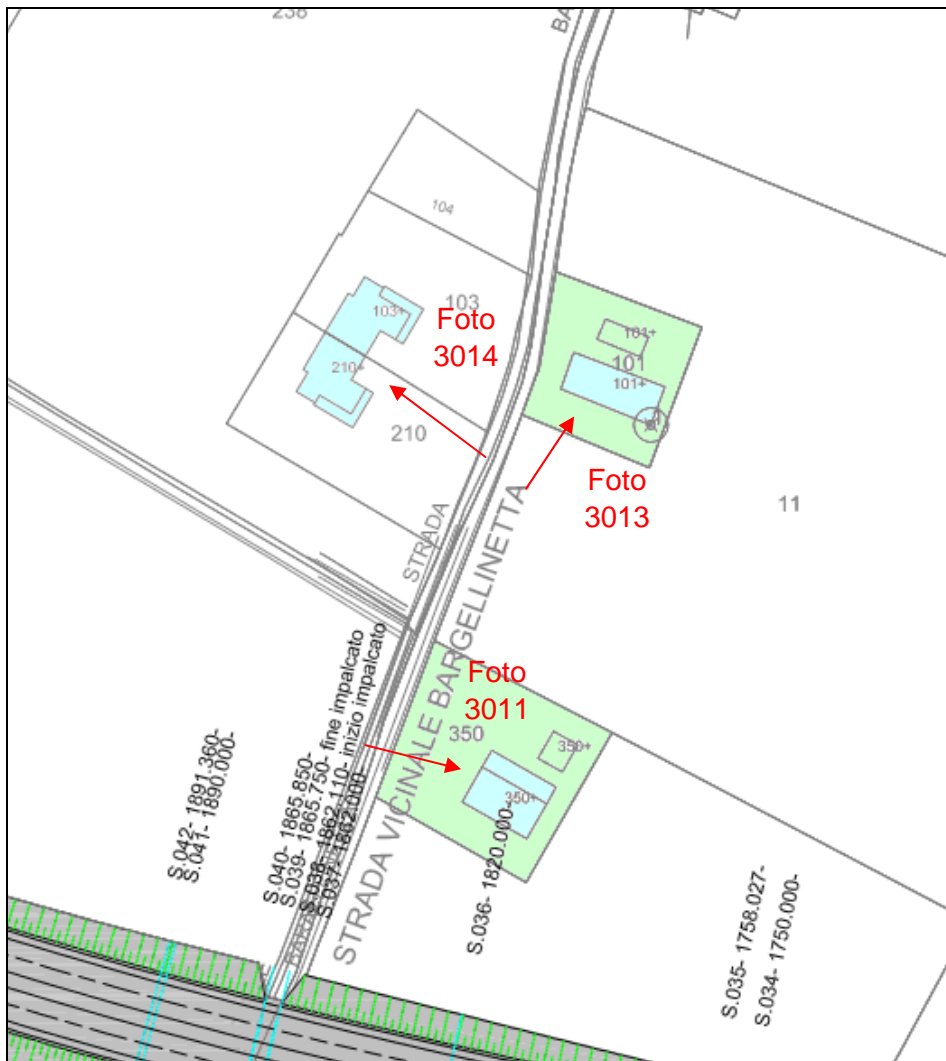 238
BA
104
103
103+
Foto
3014
101+
101
101+
210+
210
Foto
3013
11
STRADA
STRADA VICINALE BARGELLINETTA
Foto
3011
350
350+
350+
S.042- 1891.360-
S.041- 1890.000-
S.040- 1865.850-
S.039- 1865.750- fine impalcato
S.038- 1862.110- inizio impalcato
S.037- 1862.000-
S.036- 1820.000-
S.035- 1758.027-
S.034- 1750.000-